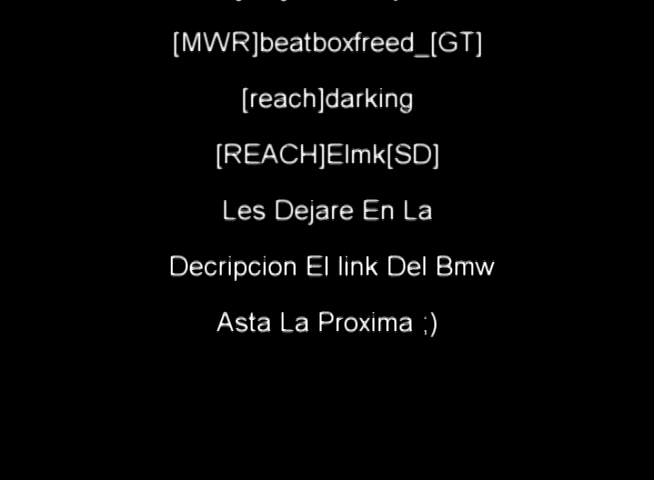 [MWR]beatboxfreed_[GT]
[reach]darking
[REACH]Elmk[SD]
Les Dejare En La
Decripcion El link Del Bmw
Asta La Proxima ;)